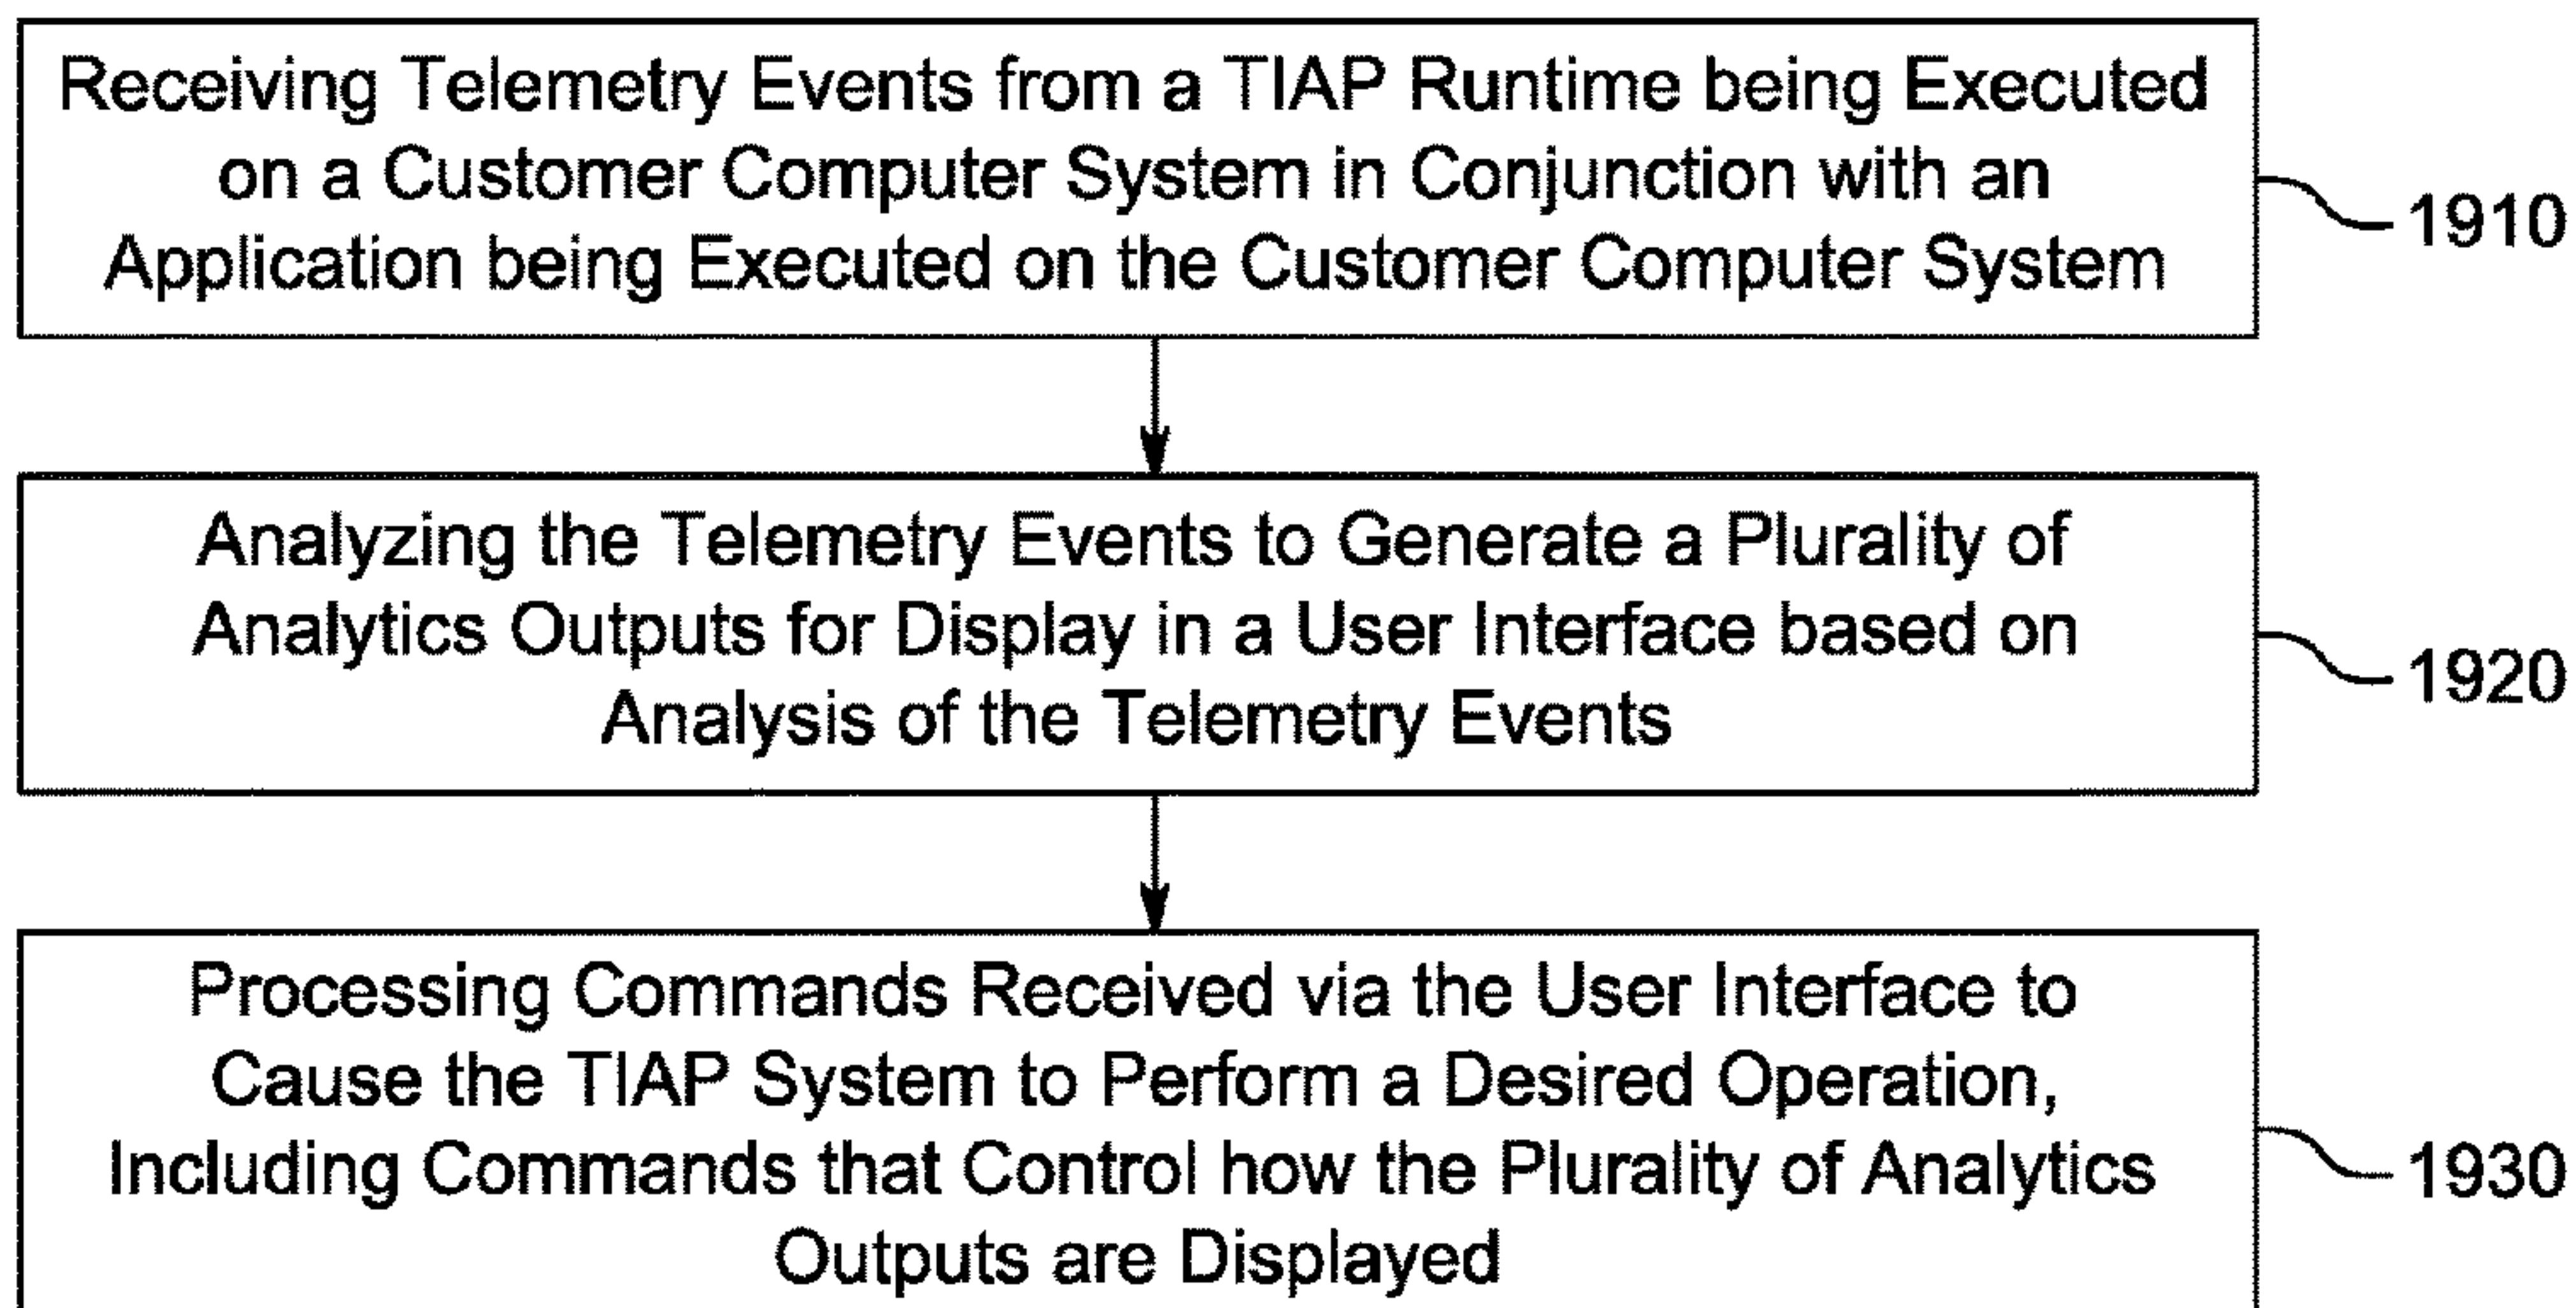 Receiving Telemetry Events from a TIAP Runtime being Executed
on a Customer Computer System in Conjunction with an
Application being Executed on the Customer Computer System
1910
Analyzing the Telemetry Events to Generate a Plurality of
Analytics Outputs for Display in a User Interface based on
Analysis of the Telemetry Events
1920
Processing Commands Received via the User Interface to
Cause the TIAP System to Perform a Desired Operation,
Including Commands that Control how the Plurality of Analytics
Outputs are Displayed
1930